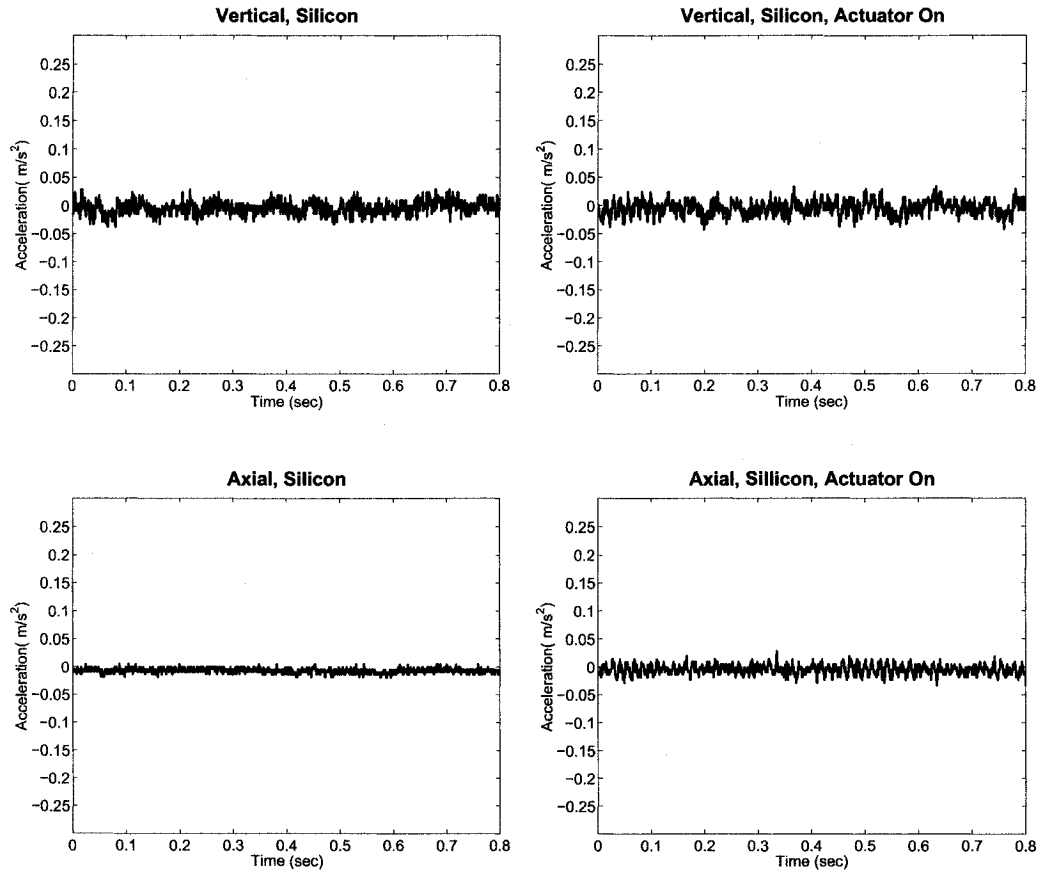 Vertical, Silicon
0.25
0.2
0.15
0.1
0.05
0
−0.05
−0.1
−0.15
−0.2
−0.25
Acceleration( m/s²)
0 0.1 0.2 0.3 0.4 0.5 0.6 0.7 0.8
Time (sec)
Vertical, Silicon, Actuator On
0.25
0.2
0.15
0.1
0.05
0
−0.05
−0.1
−0.15
−0.2
−0.25
Acceleration( m/s²)
0 0.1 0.2 0.3 0.4 0.5 0.6 0.7 0.8
Time (sec)
Axial, Silicon
0.25
0.2
0.15
0.1
0.05
0
−0.05
−0.1
−0.15
−0.2
−0.25
Acceleration( m/s²)
0 0.1 0.2 0.3 0.4 0.5 0.6 0.7 0.8
Time (sec)
Axial, Sillicon, Actuator On
0.25
0.2
0.15
0.1
0.05
0
−0.05
−0.1
−0.15
−0.2
−0.25
Acceleration( m/s²)
0 0.1 0.2 0.3 0.4 0.5 0.6 0.7 0.8
Time (sec)